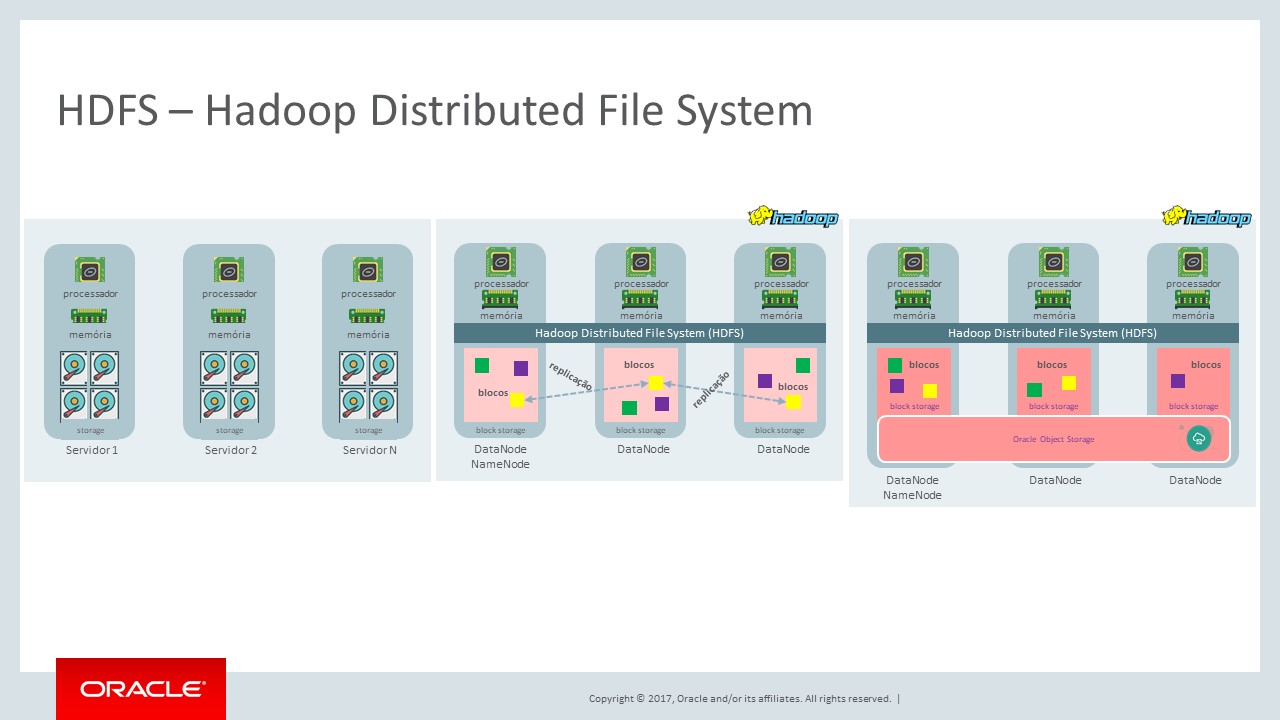 HDFS – Hadoop Distributed File System
processador
memória
storage
Servidor 1
processador
memória
storage
Servidor 2
processador
memória
storage
Servidor N
hadoop
processador
memória
processador
memória
processador
memória
Hadoop Distributed File System (HDFS)
blocos
replicação
blocos
replicação
blocos
block storage
block storage
block storage
DataNode
NameNode
DataNode
DataNode
hadoop
processador
memória
processador
memória
processador
memória
Hadoop Distributed File System (HDFS)
blocos
blocos
blocos
block storage
block storage
block storage
Oracle Object Storage
DataNode
NameNode
DataNode
DataNode
ORACLE®
Copyright © 2017, Oracle and/or its affiliates. All rights reserved. |